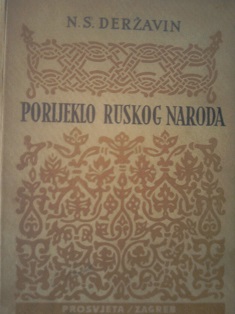 N. S. DERŽAVIN
PORIJEKLO RUSKOG NARODA
PROSVJETA / ZAGREB